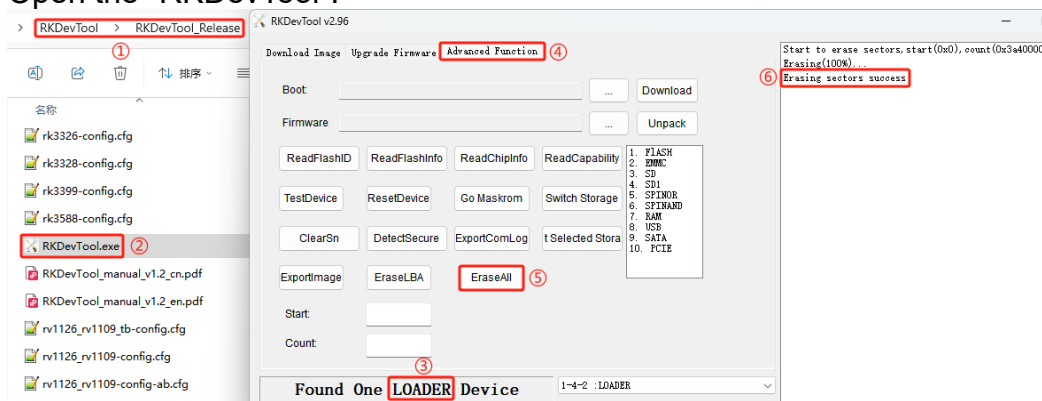 Open the "RKDevTool".
> RKDevTool > RKDevTool_Release
①
排序
名称
rk3326-config.cfg
rk3328-config.cfg
rk3399-config.cfg
rk3588-config.cfg
RKDevTool.exe ②
RKDevTool_manual_v1.2_cn.pdf
RKDevTool_manual_v1.2_en.pdf
rv1126_rv1109_tb-config.cfg
rv1126_rv1109-config.cfg
rv1126_rv1109-config-ab.cfg
RKDevTool v2.96
Download Image Upgrade Firmware Advanced Function ④
Boot: ... Download
Firmware ... Unpack
ReadFlashID ReadFlashInfo ReadChipInfo ReadCapability
TestDevice ResetDevice Go Maskrom Switch Storage
ClearSn DetectSecure ExportComLog t Selected Stora
ExportImage EraseLBA EraseAll ⑤
1. FLASH
2. EMMC
3. SD
4. SD1
5. SPINOR
6. SPINAND
7. RAM
8. USB
9. SATA
10. PCIE
Start:
Count:
③
Found One LOADER Device 1-4-2 :LOADER
Start to erase sectors,start(0x0),count(0x3a40000
Erasing(100%)...
⑥ Erasing sectors success